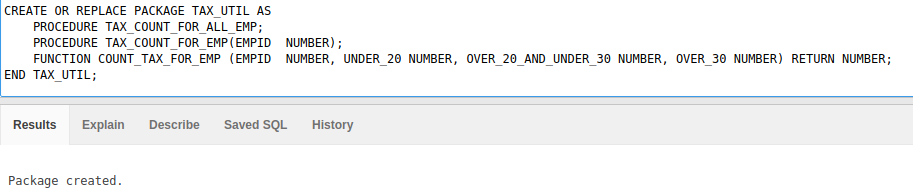 CREATE OR REPLACE PACKAGE TAX_UTIL AS
    PROCEDURE TAX_COUNT_FOR_ALL_EMP;
    PROCEDURE TAX_COUNT_FOR_EMP(EMPID  NUMBER);
    FUNCTION COUNT_TAX_FOR_EMP (EMPID  NUMBER, UNDER_20 NUMBER, OVER_20_AND_UNDER_30 NUMBER, OVER_30 NUMBER) RETURN NUMBER;
END TAX_UTIL;
Results Explain Describe Saved SQL History
Package created.